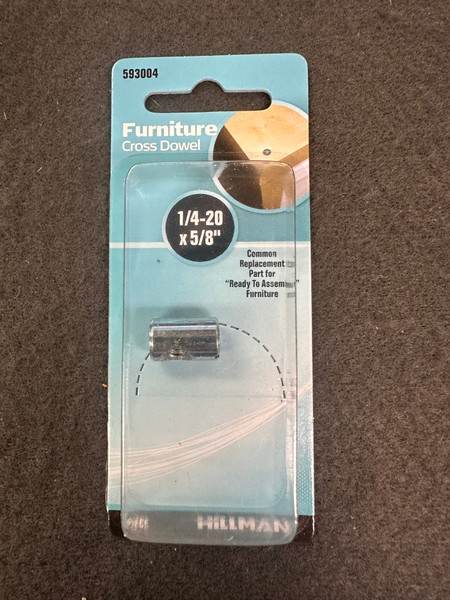 593004
Furniture
Cross Dowel
1/4-20
x 5/8"
Common
Replacement
Part for
"Ready To Assemble"
Furniture
HILLMAN